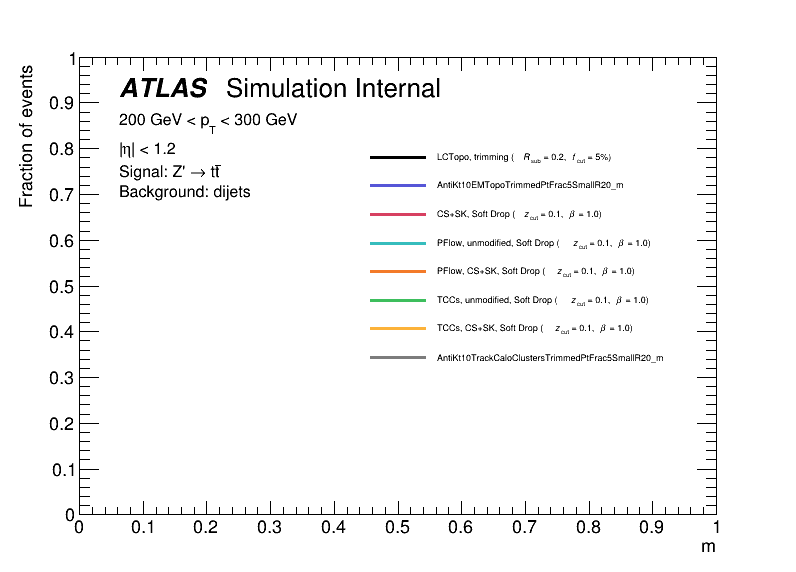 Fraction of events
1
0.9
0.8
0.7
0.6
0.5
0.4
0.3
0.2
0.1
0
ATLAS Simulation Internal
200 GeV < p_T < 300 GeV
|η| < 1.2
Signal: Z' → tt̄
Background: dijets
LCTopo, trimming ( R_sub = 0.2, f_cut = 5%)
AntiKt10EMTopoTrimmedPtFrac5SmallR20_m
CS+SK, Soft Drop ( z_cut = 0.1, β = 1.0)
PFlow, unmodified, Soft Drop ( z_cut = 0.1, β = 1.0)
PFlow, CS+SK, Soft Drop ( z_cut = 0.1, β = 1.0)
TCCs, unmodified, Soft Drop ( z_cut = 0.1, β = 1.0)
TCCs, CS+SK, Soft Drop ( z_cut = 0.1, β = 1.0)
AntiKt10TrackCaloClustersTrimmedPtFrac5SmallR20_m
0 0.1 0.2 0.3 0.4 0.5 0.6 0.7 0.8 0.9 1
m